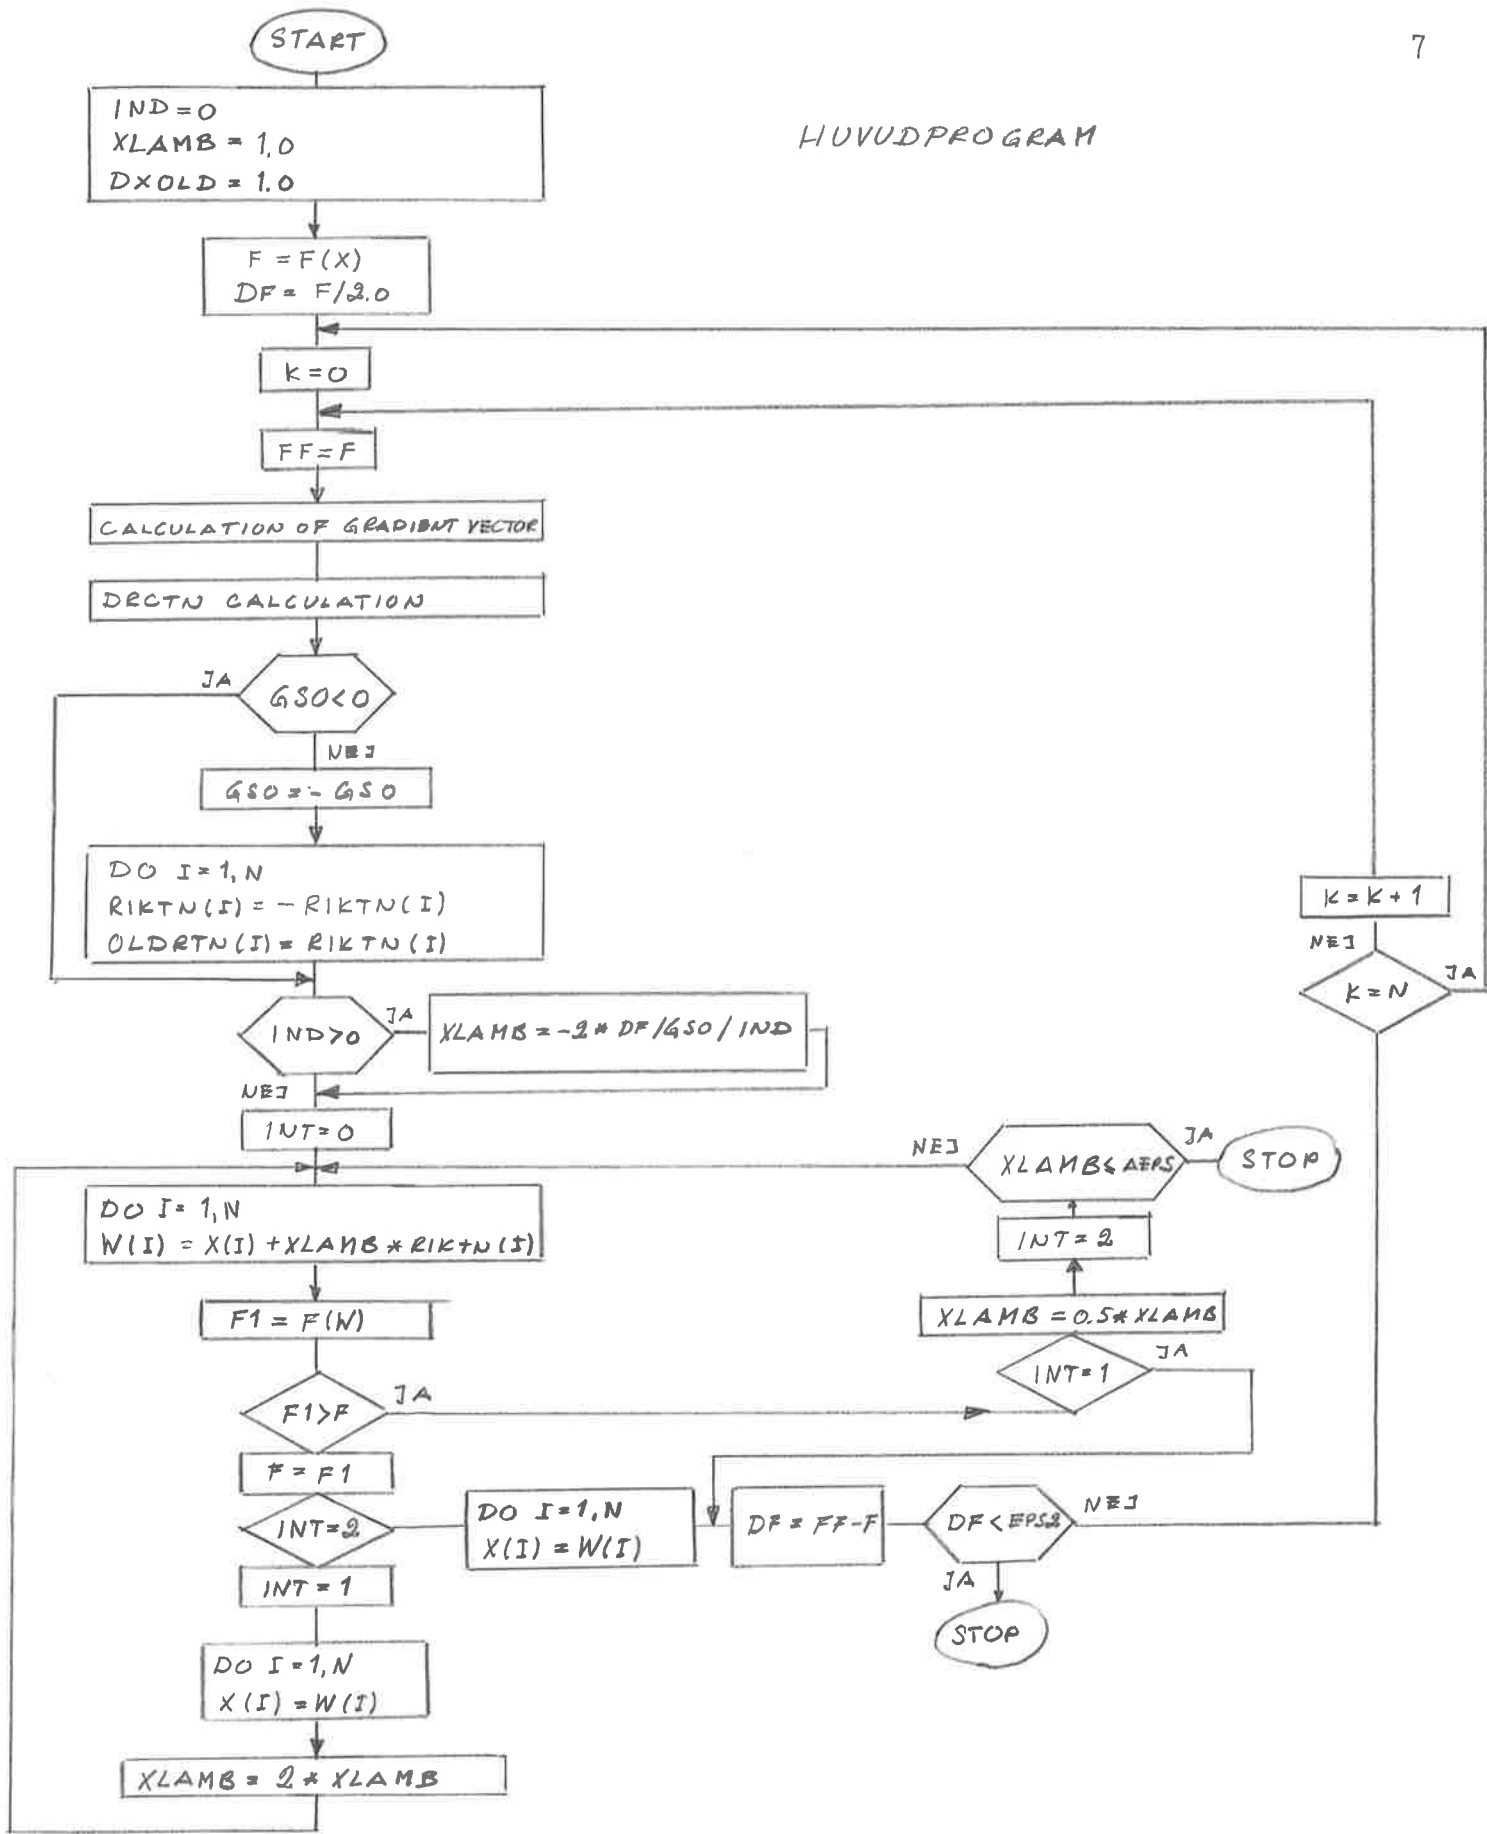 7
START
IND=0
XLAMB = 1,0
DXOLD = 1.0
HUVUDPROGRAM
F = F(X)
DF = F/2.0
K=0
FF=F
CALCULATION OF GRADIENT VECTOR
DRCTN CALCULATION
JA
GSO<0
NEJ
GSO = - GSO
DO I = 1, N
RIKTN(I) = - RIKTN(I)
OLDRTN(I) = RIKTN(I)
K = K + 1
NEJ
K = N
JA
IND>0
JA
XLAMB = -2 * DF/GSO/IND
NEJ
INT=0
NEJ
XLAMB≤AEPS
JA
STOP
DO I = 1, N
W(I) = X(I) + XLAMB * RIKTN(I)
INT = 2
F1 = F(W)
XLAMB = 0.5* XLAMB
INT=1
JA
F1>F
JA
F = F1
INT=2
DO I=1,N
X(I) = W(I)
DF = FF-F
DF < EPS2
NEJ
JA
STOP
INT = 1
DO I = 1, N
X(I) = W(I)
XLAMB = 2 * XLAMB